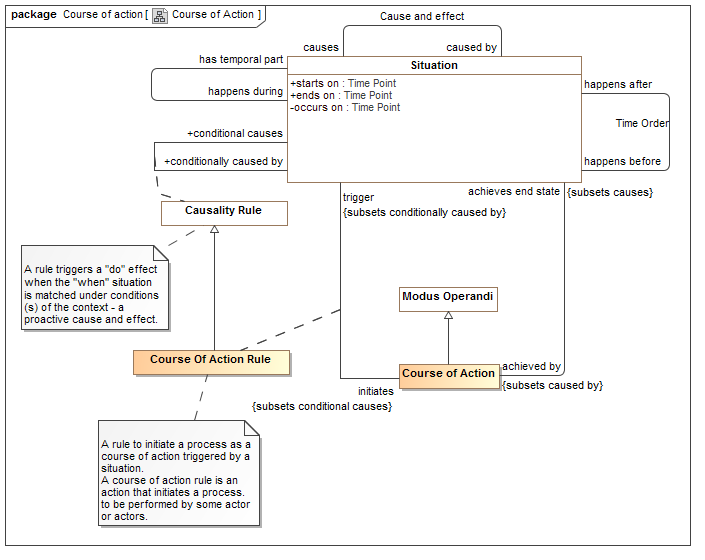 package Course of action [ Course of Action ]
Cause and effect
causes
caused by
has temporal part
Situation
happens during
+starts on : Time Point
+ends on : Time Point
-occurs on : Time Point
happens after
Time Order
happens before
+conditional causes
+conditionally caused by
trigger
{subsets conditionally caused by}
achieves end state
{subsets causes}
Causality Rule
A rule triggers a "do" effect
when the "when" situation
is matched under conditions
(s) of the context - a
proactive cause and effect.
Modus Operandi
Course Of Action Rule
Course of Action
achieved by
{subsets caused by}
initiates
{subsets conditional causes}
A rule to initiate a process as a
course of action triggered by a
situation.
A course of action rule is an
action that initiates a process.
to be performed by some actor
or actors.